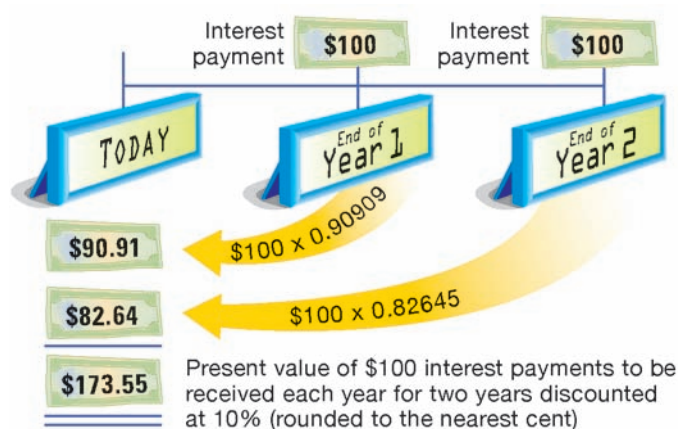 Interest payment
$100
Interest payment
$100
TODAY
End of
Year 1
End of
Year 2
$90.91
$100 x 0.90909
$82.64
$100 x 0.82645
$173.55
Present value of $100 interest payments to be
received each year for two years discounted
at 10% (rounded to the nearest cent)